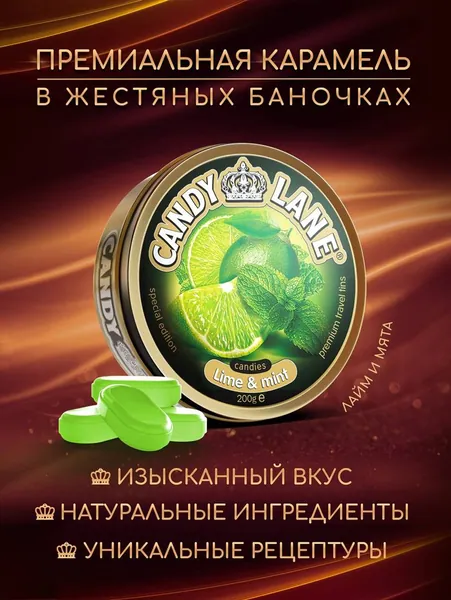 ПРЕМИАЛЬНАЯ КАРАМЕЛЬ
В ЖЕСТЯНЫХ БАНОЧКАХ
CANDY LANE®
CANDY
special edition
premium travel tins
candies
Lime & mint
200g e
ЛАЙМ И МЯТА
ИЗЫСКАННЫЙ ВКУС
НАТУРАЛЬНЫЕ ИНГРЕДИЕНТЫ
УНИКАЛЬНЫЕ РЕЦЕПТУРЫ